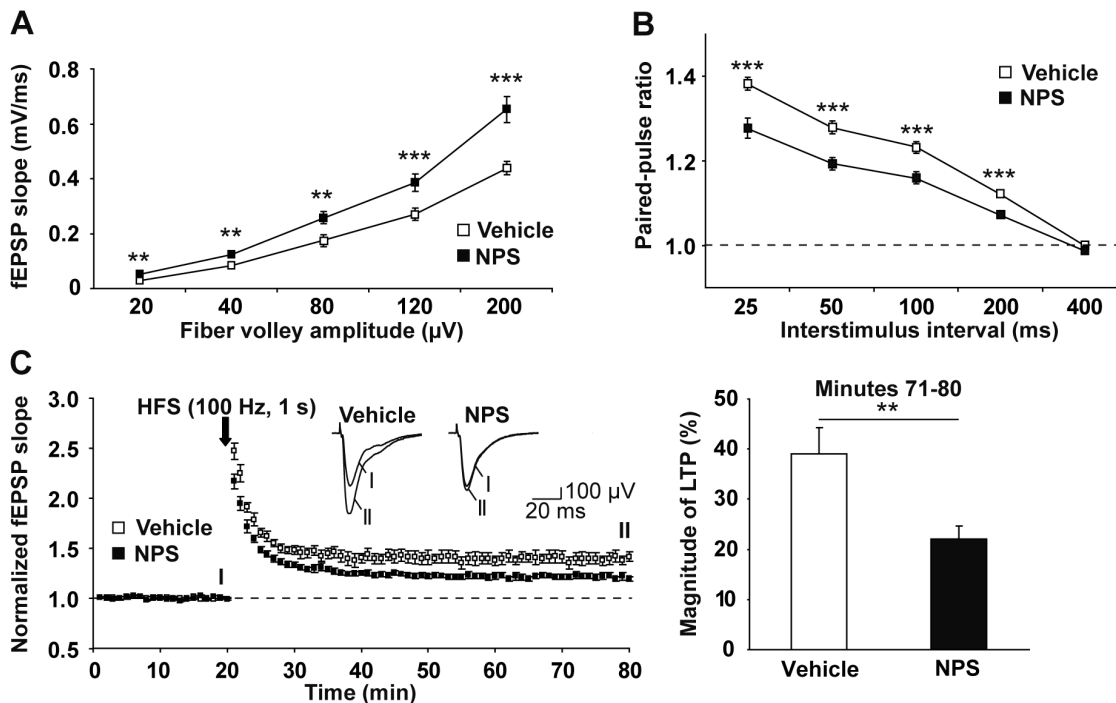 A
fEPSP slope (mV/ms)
0.8
0.6
0.4
0.2
0
**
**
**
***
***
Vehicle
NPS
20 40 80 120 200
Fiber volley amplitude (µV)
B
Paired-pulse ratio
1.4
1.2
1.0
***
***
***
***
Vehicle
NPS
25 50 100 200 400
Interstimulus interval (ms)
C
Normalized fEPSP slope
3.0
2.5
2.0
1.5
1.0
0.5
HFS (100 Hz, 1 s)
Vehicle
NPS
I
II
I
II
100 µV
20 ms
Vehicle
NPS
I
II
0 10 20 30 40 50 60 70 80
Time (min)
Minutes 71-80
Magnitude of LTP (%)
50
40
30
20
10
0
**
Vehicle NPS